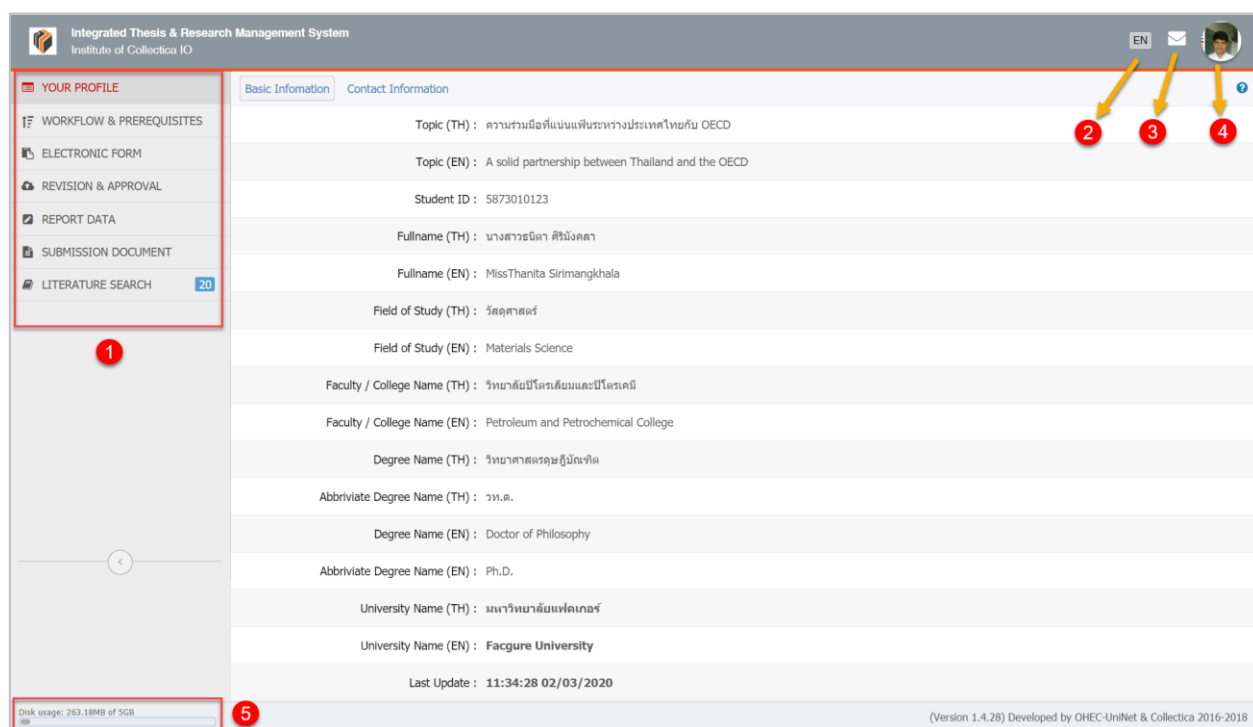 Integrated Thesis & Research Management System
Institute of Collectica IO
EN
YOUR PROFILE
WORKFLOW & PREREQUISITES
ELECTRONIC FORM
REVISION & APPROVAL
REPORT DATA
SUBMISSION DOCUMENT
LITERATURE SEARCH 20
1
2
3
4
Basic Infomation Contact Information
Topic (TH) : ความร่วมมือที่แน่นแฟ้นระหว่างประเทศไทยกับ OECD
Topic (EN) : A solid partnership between Thailand and the OECD
Student ID : 5873010123
Fullname (TH) : นางสาวธนิตา ศิริมังคลา
Fullname (EN) : MissThanita Sirimangkhala
Field of Study (TH) : วัสดุศาสตร์
Field of Study (EN) : Materials Science
Faculty / College Name (TH) : วิทยาลัยปิโตรเลียมและปิโตรเคมี
Faculty / College Name (EN) : Petroleum and Petrochemical College
Degree Name (TH) : วิทยาศาสตรดุษฎีบัณฑิต
Abbriviate Degree Name (TH) : วท.ด.
Degree Name (EN) : Doctor of Philosophy
Abbriviate Degree Name (EN) : Ph.D.
University Name (TH) : มหาวิทยาลัยแฟคเกอร์
University Name (EN) : Facgure University
Last Update : 11:34:28 02/03/2020
Disk usage: 263.18MB of 5GB
5
(Version 1.4.28) Developed by OHEC-UniNet & Collectica 2016-2018